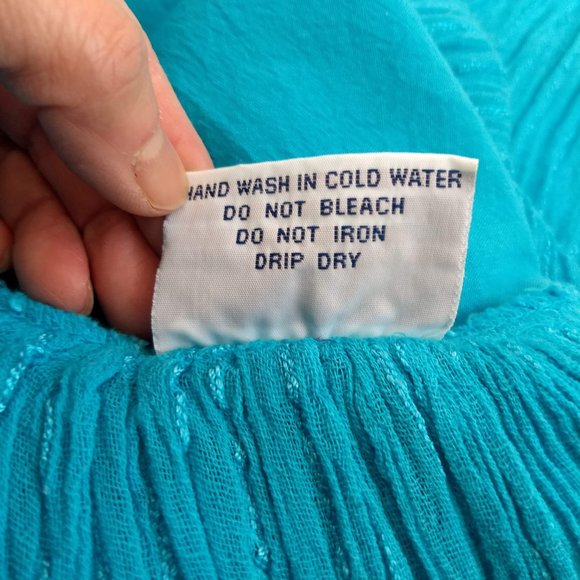 HAND WASH IN COLD WATER
DO NOT BLEACH
DO NOT IRON
DRIP DRY